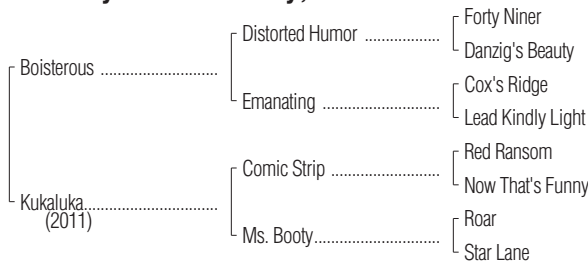 Forty Niner
Distorted Humor
Danzig's Beauty
Boisterous
Cox's Ridge
Emanating
Lead Kindly Light
Red Ransom
Comic Strip
Now That's Funny
Kukaluka
(2011)
Roar
Ms. Booty
Star Lane